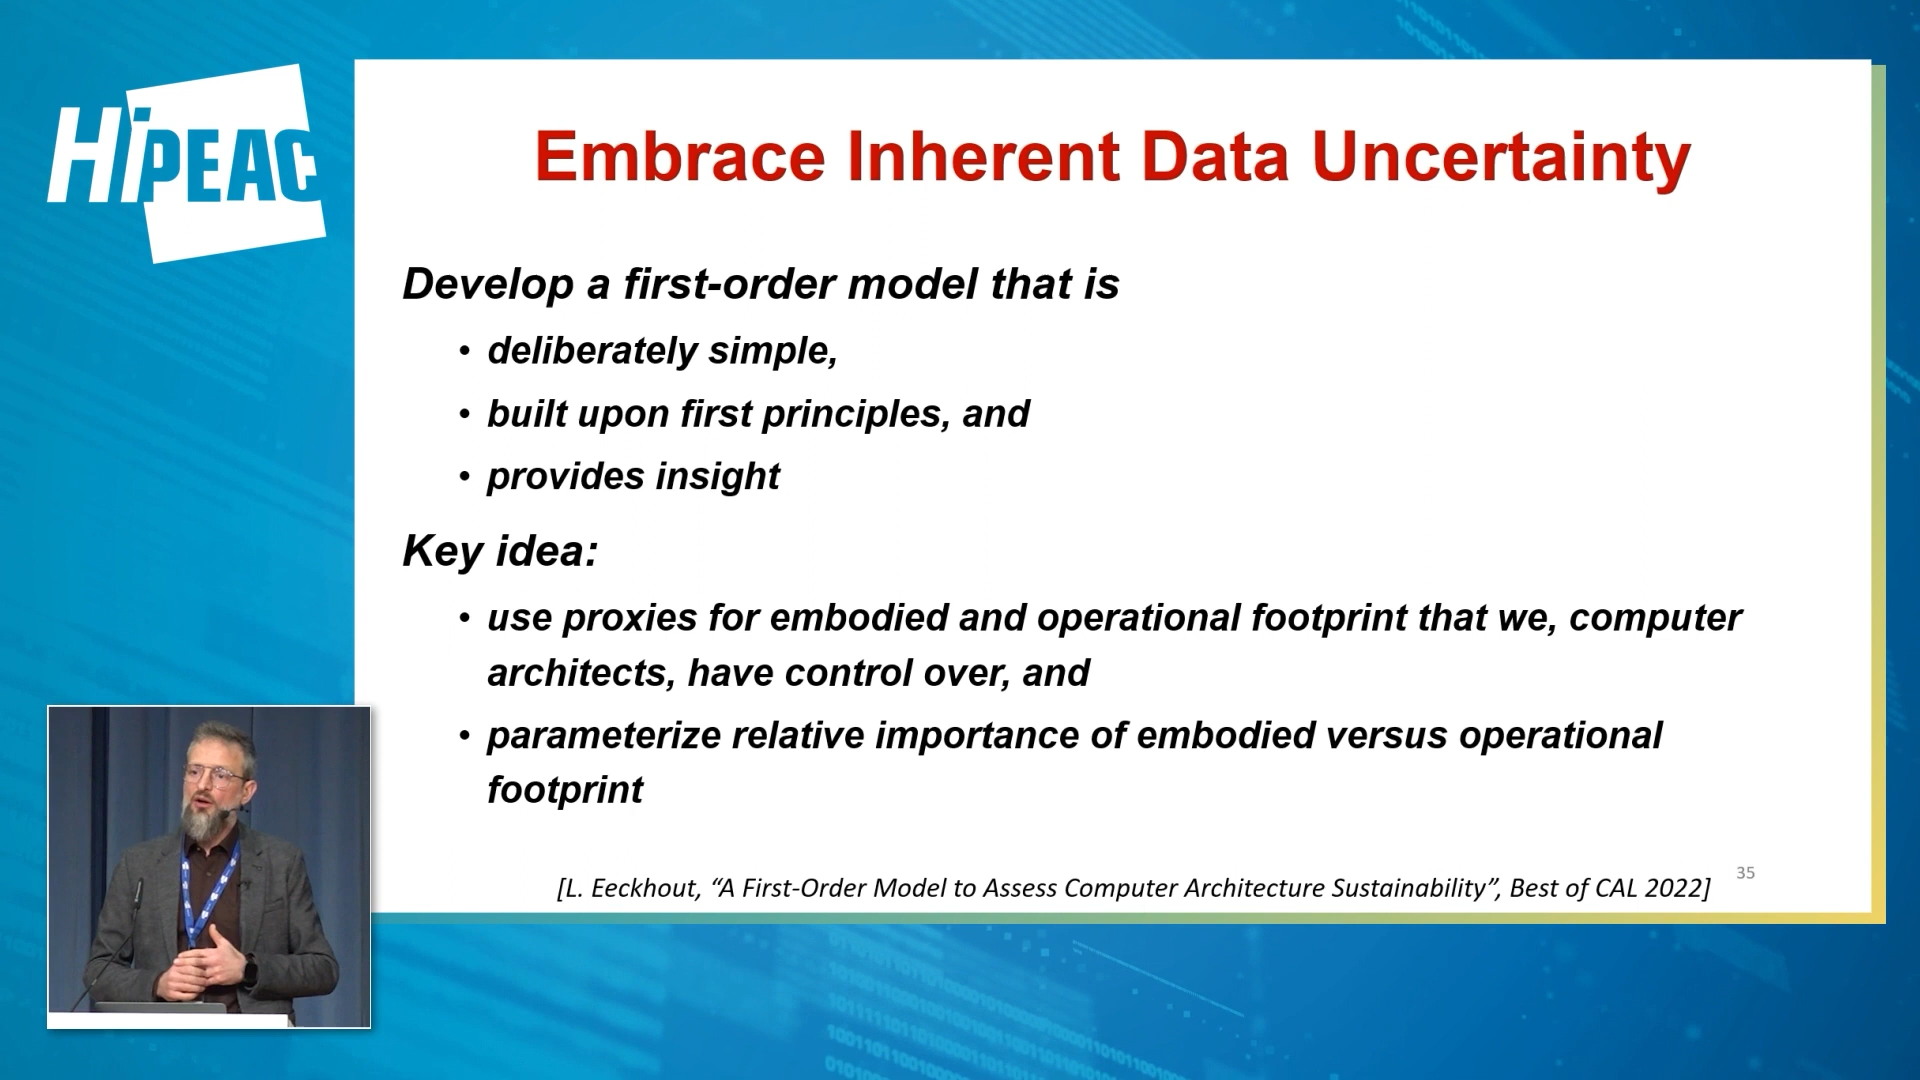 HiPEAC
Embrace Inherent Data Uncertainty
Develop a first-order model that is
• deliberately simple,
• built upon first principles, and
• provides insight
Key idea:
• use proxies for embodied and operational footprint that we, computer
architects, have control over, and
• parameterize relative importance of embodied versus operational
footprint
[L. Eeckhout, “A First-Order Model to Assess Computer Architecture Sustainability”, Best of CAL 2022]
35